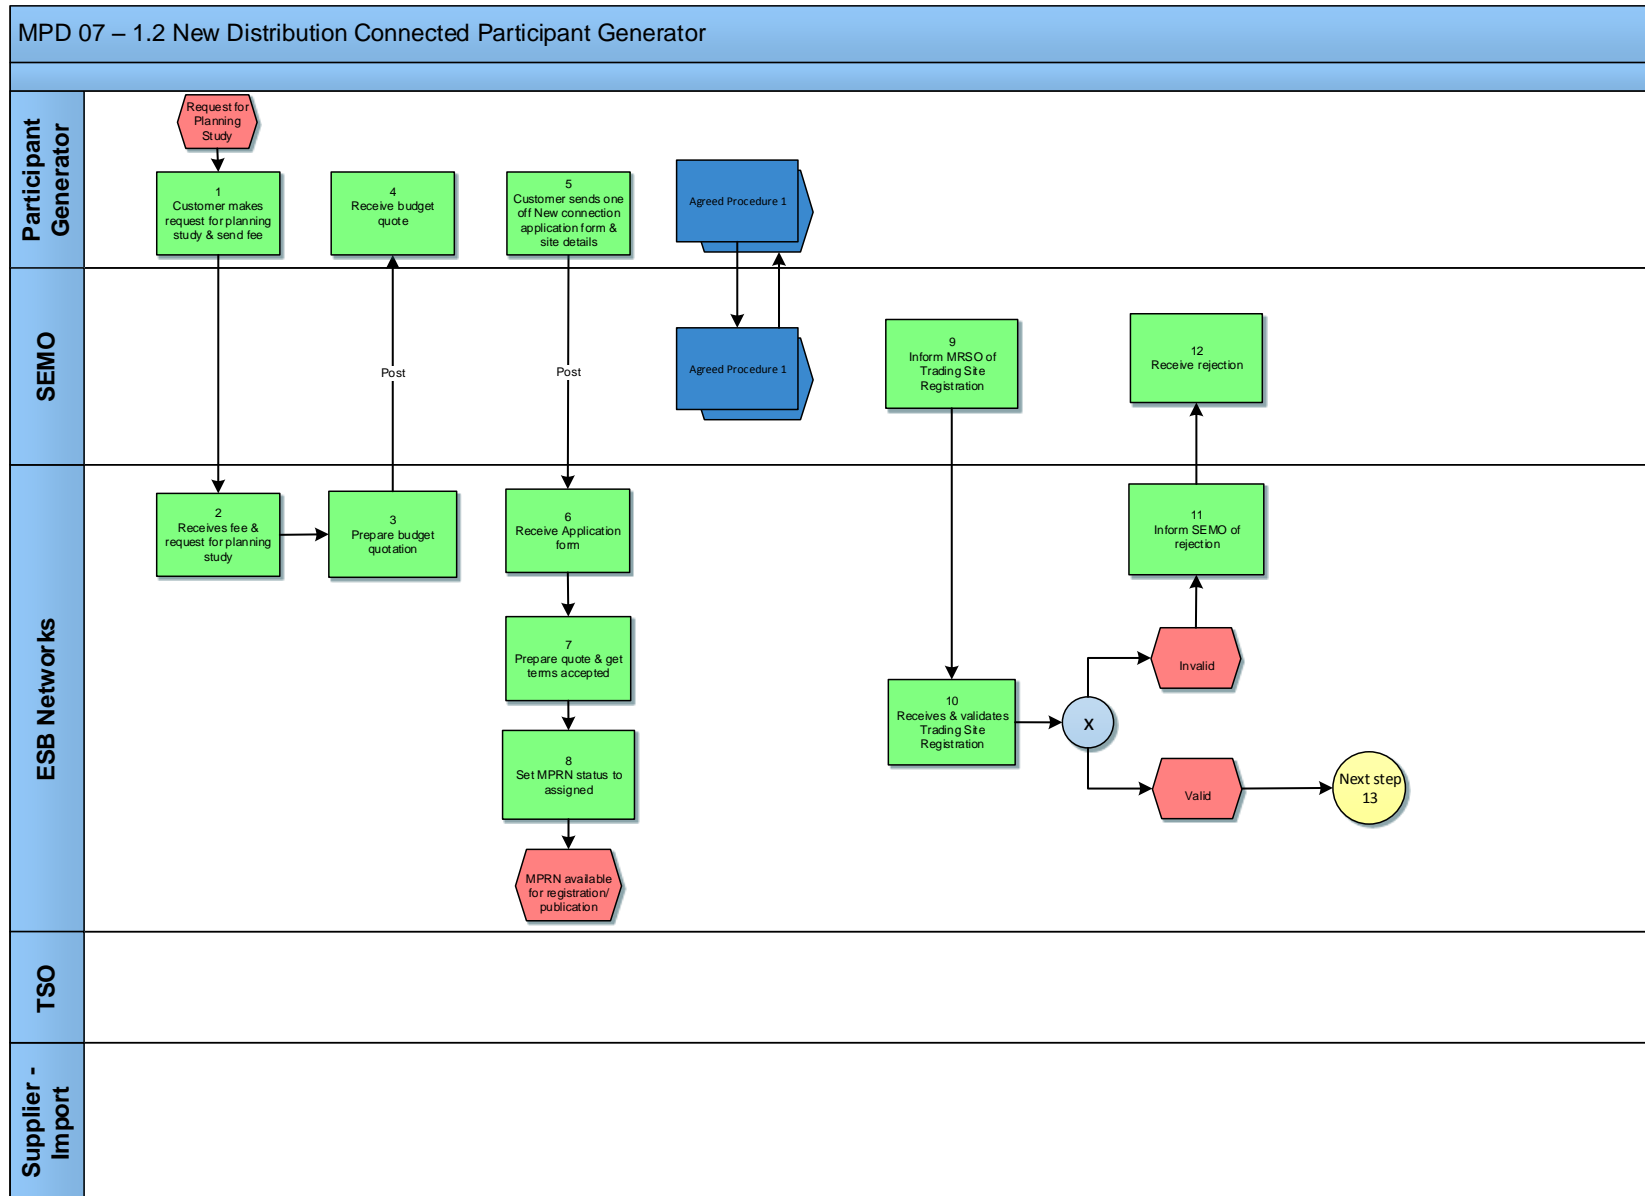 MPD 07 – 1.2 New Distribution Connected Participant Generator
Participant
Generator
Request for
Planning
Study
1
Customer makes
request for planning
study & send fee
4
Receive budget
quote
5
Customer sends one
off New connection
application form &
site details
Agreed Procedure 1
SEMO
Post
Post
Agreed Procedure 1
9
Inform MRSO of
Trading Site
Registration
12
Receive rejection
ESB Networks
2
Receives fee &
request for planning
study
3
Prepare budget
quotation
6
Receive Application
form
7
Prepare quote & get
terms accepted
8
Set MPRN status to
assigned
MPRN available
for registration/
publication
10
Receives & validates
Trading Site
Registration
X
11
Inform SEMO of
rejection
Invalid
Valid
Next step
13
TSO
Supplier -
Import